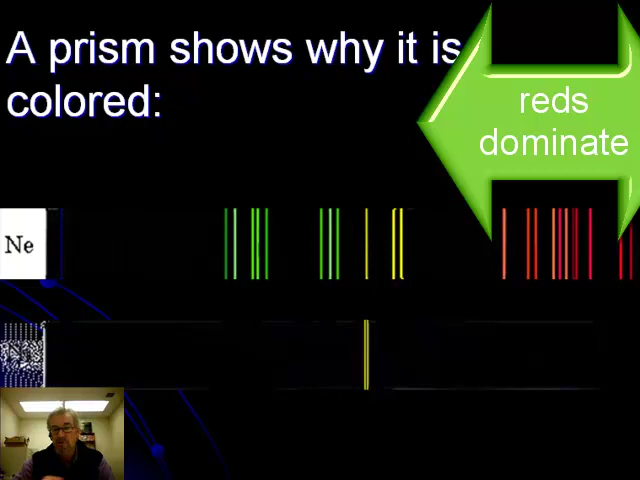 A prism shows why it is
colored:
reds
dominate
Ne